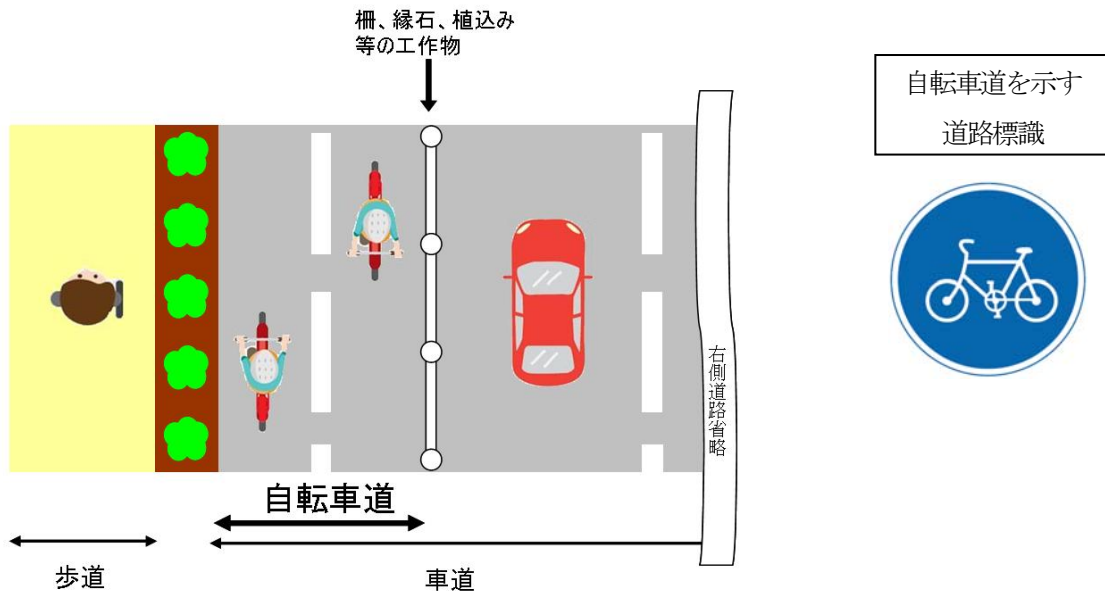 柵、縁石、植込み
等の工作物
自転車道を示す
道路標識
右側道路省略
自転車道
歩道
車道